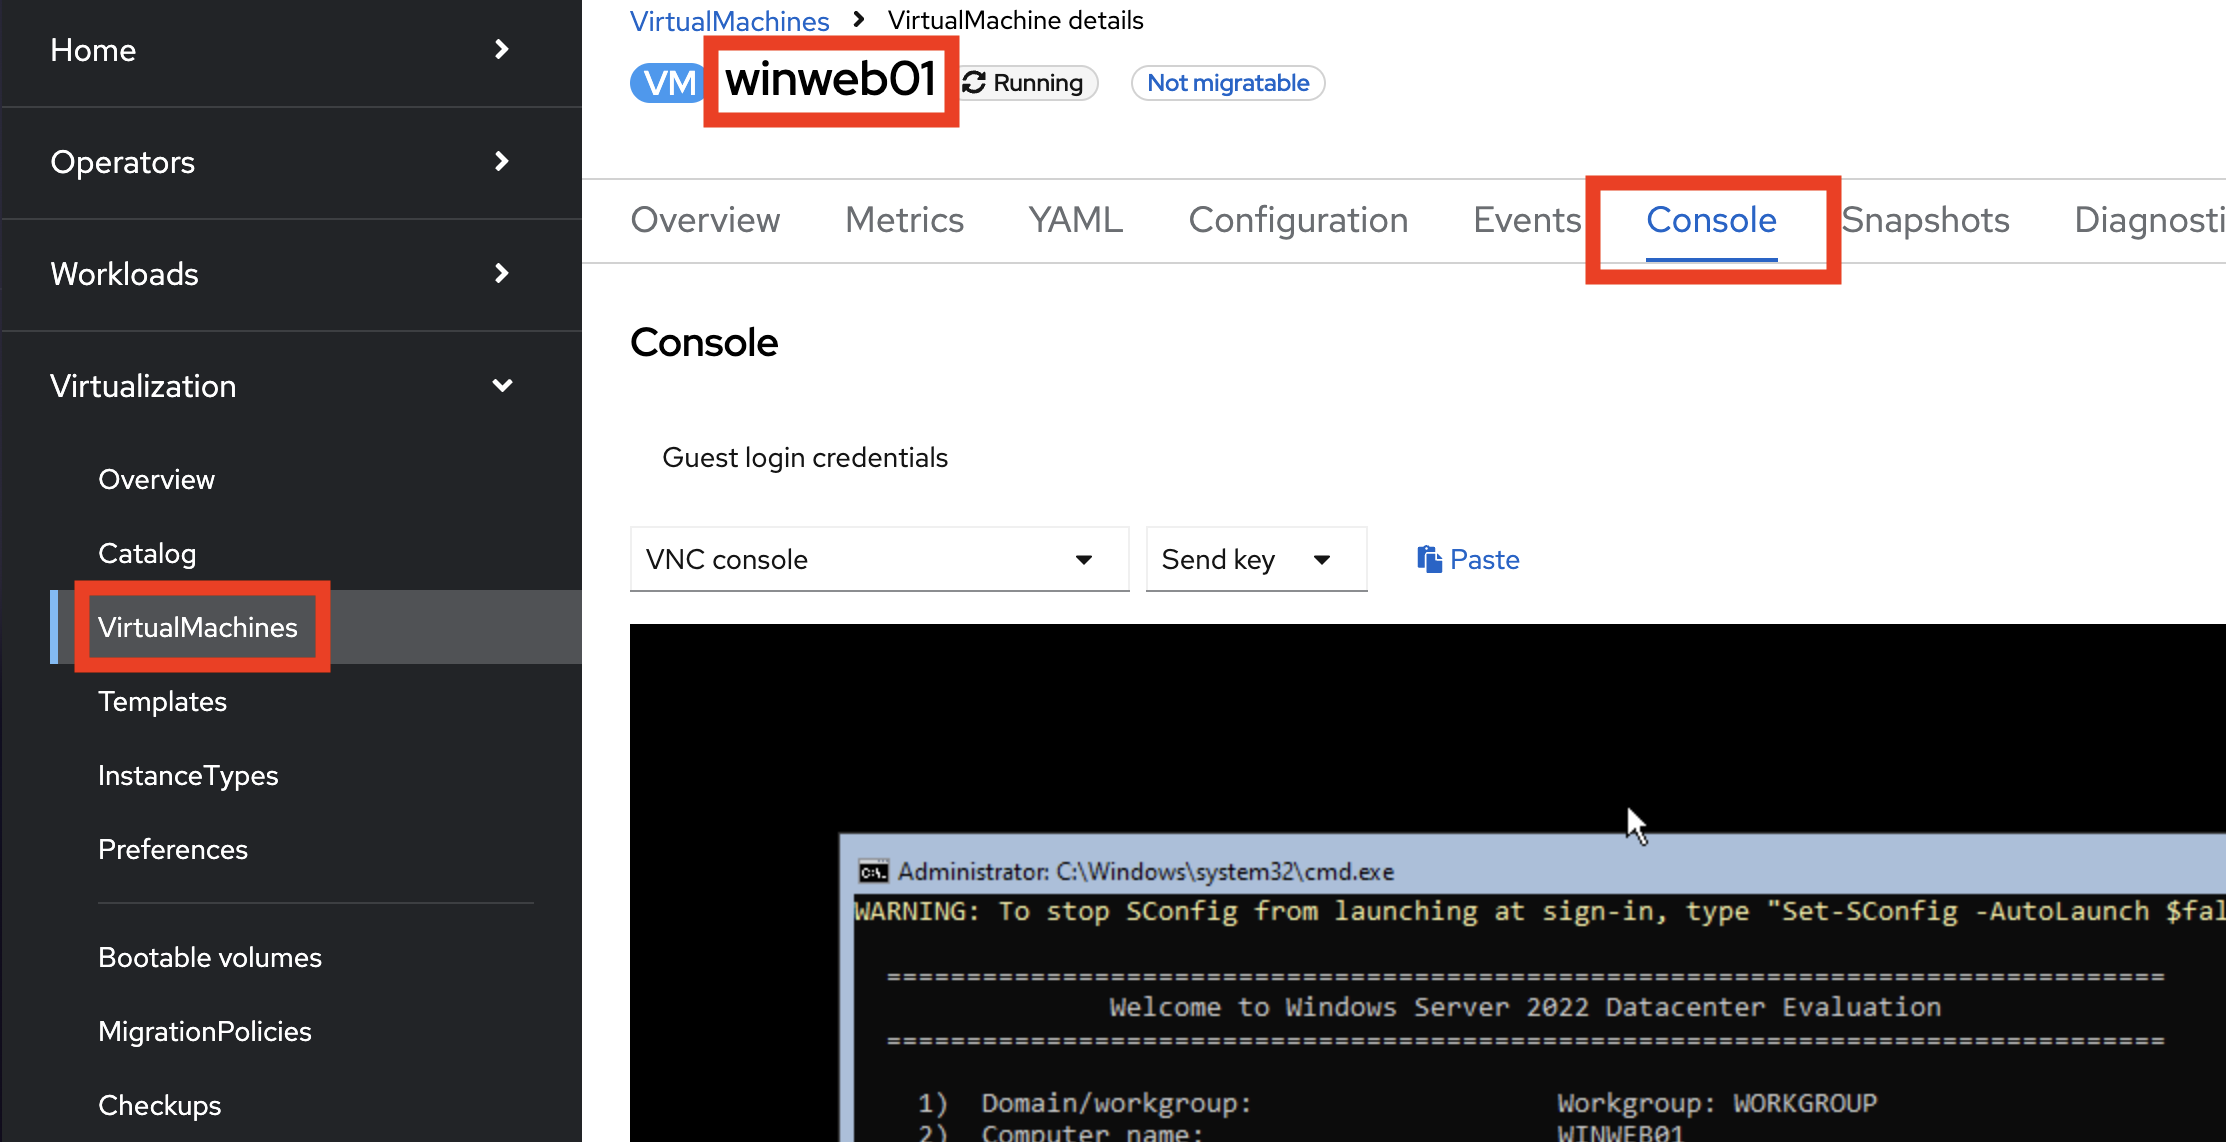 Home
Operators
Workloads
Virtualization
Overview
Catalog
VirtualMachines
Templates
InstanceTypes
Preferences
Bootable volumes
MigrationPolicies
Checkups
VirtualMachines > VirtualMachine details
VM winweb01 Running Not migratable
Overview Metrics YAML Configuration Events Console Snapshots Diagnosti
Console
Guest login credentials
VNC console Send key Paste
Administrator: C:\Windows\system32\cmd.exe
WARNING: To stop SConfig from launching at sign-in, type "Set-SConfig -AutoLaunch $fal
================================================================================
Welcome to Windows Server 2022 Datacenter Evaluation
================================================================================
1) Domain/workgroup: Workgroup: WORKGROUP
2) Computer name: WINWEB01